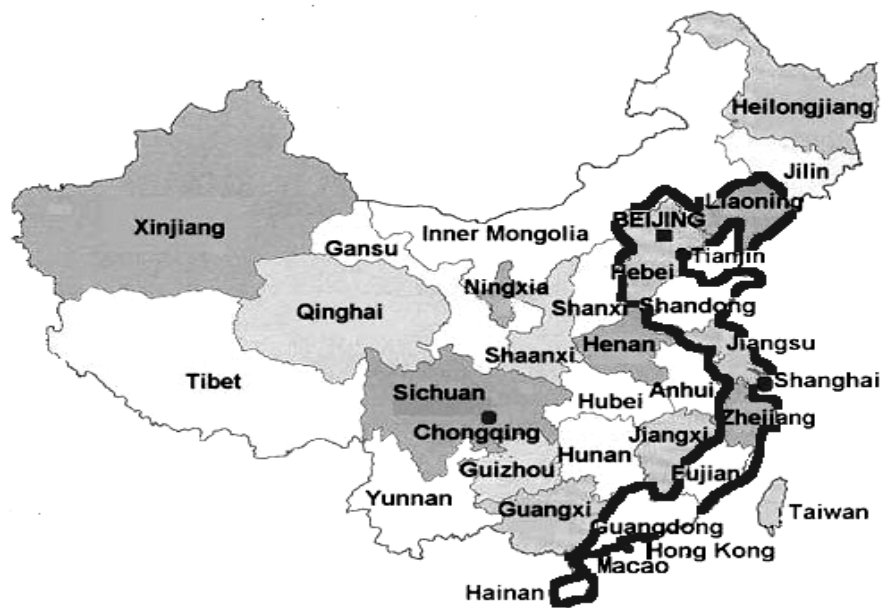 Heilongjiang
Jilin
Liaoning
BEIJING
Inner Mongolia
Xinjiang
Gansu
Tianjin
Hebei
Ningxia
Qinghai
Shanxi
Shandong
Henan
Jiangsu
Shaanxi
Tibet
Sichuan
Shanghai
Hubei
Anhui
Zhejiang
Chongqing
Jiangxi
Hunan
Guizhou
Fujian
Yunnan
Guangxi
Taiwan
Guangdong
Hong Kong
Macao
Hainan